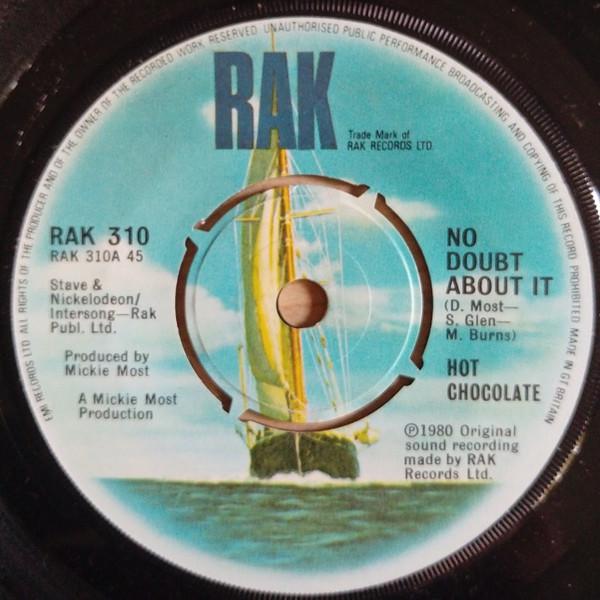 EMI RECORDS LTD ALL RIGHTS OF THE PRODUCER AND OF THE OWNER OF THE RECORDED WORK RESERVED UNAUTHORISED PUBLIC PERFORMANCE BROADCASTING AND COPYING OF THIS RECORD PROHIBITED MADE IN GT BRITAIN
RAK
Trade Mark of
RAK RECORDS LTD.
RAK 310
RAK 310A 45
Stave &
Nickelodeon/
Intersong—Rak
Publ. Ltd.
Produced by
Mickie Most
A Mickie Most
Production
NO
DOUBT
ABOUT IT
(D. Most—
S. Glen—
M. Burns)
HOT
CHOCOLATE
℗1980 Original
sound recording
made by RAK
Records Ltd.